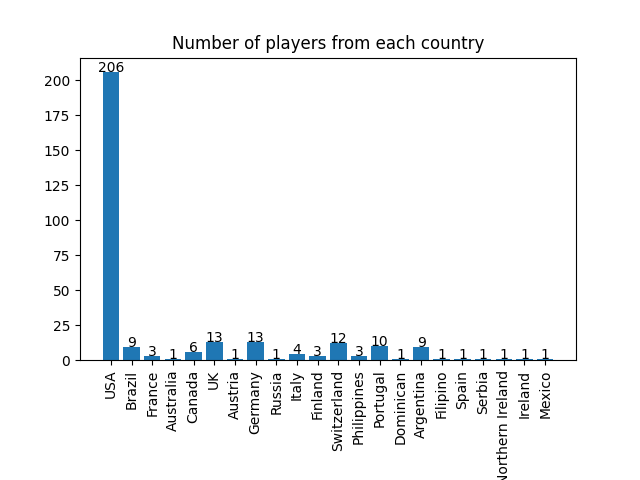 Number of players from each country
200
175
150
125
100
75
50
25
0
206
9
3
1
6
13
1
13
1
4
3
12
3
10
1
9
1
1
1
1
1
1
USA
Brazil
France
Australia
Canada
UK
Austria
Germany
Russia
Italy
Finland
Switzerland
Philippines
Portugal
Dominican
Argentina
Filipino
Spain
Serbia
Northern Ireland
Ireland
Mexico